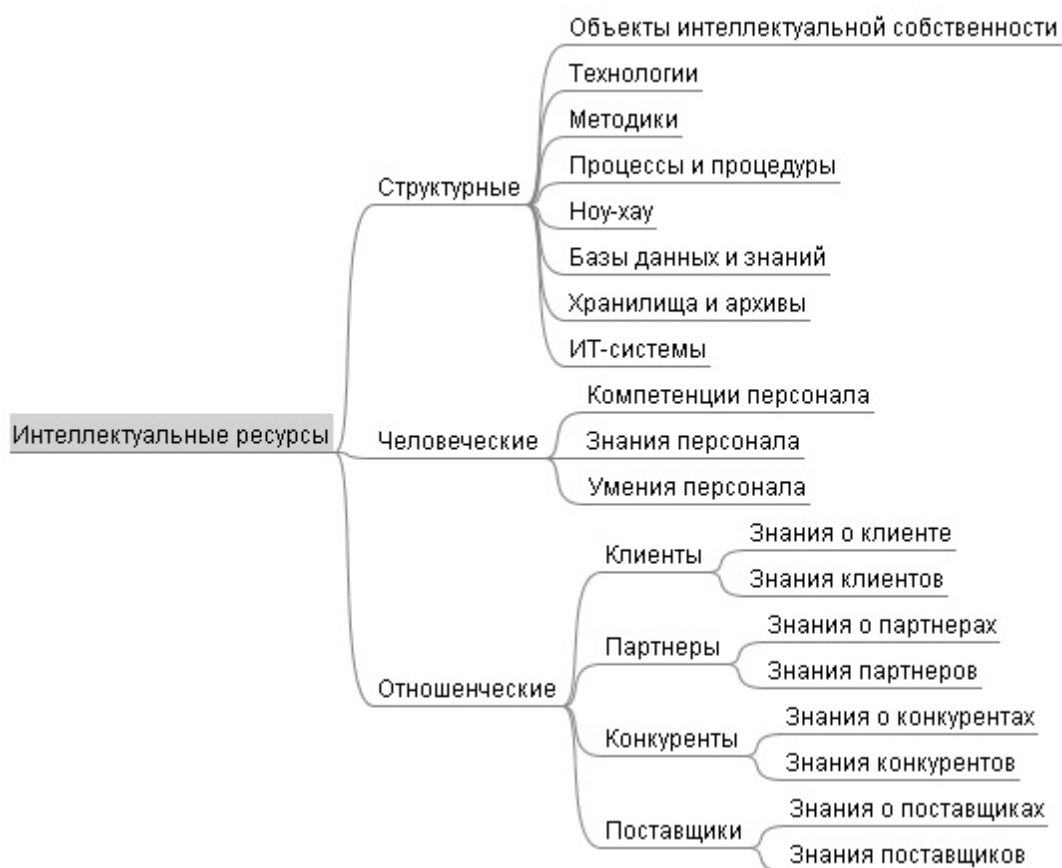 Объекты интеллектуальной собственности
Технологии
Методики
Процессы и процедуры
Структурные
Ноу-хау
Базы данных и знаний
Хранилища и архивы
ИТ-системы
Компетенции персонала
Интеллектуальные ресурсы
Человеческие
Знания персонала
Умения персонала
Клиенты
Знания о клиенте
Знания клиентов
Партнеры
Знания о партнерах
Знания партнеров
Отношенческие
Конкуренты
Знания о конкурентах
Знания конкурентов
Поставщики
Знания о поставщиках
Знания поставщиков